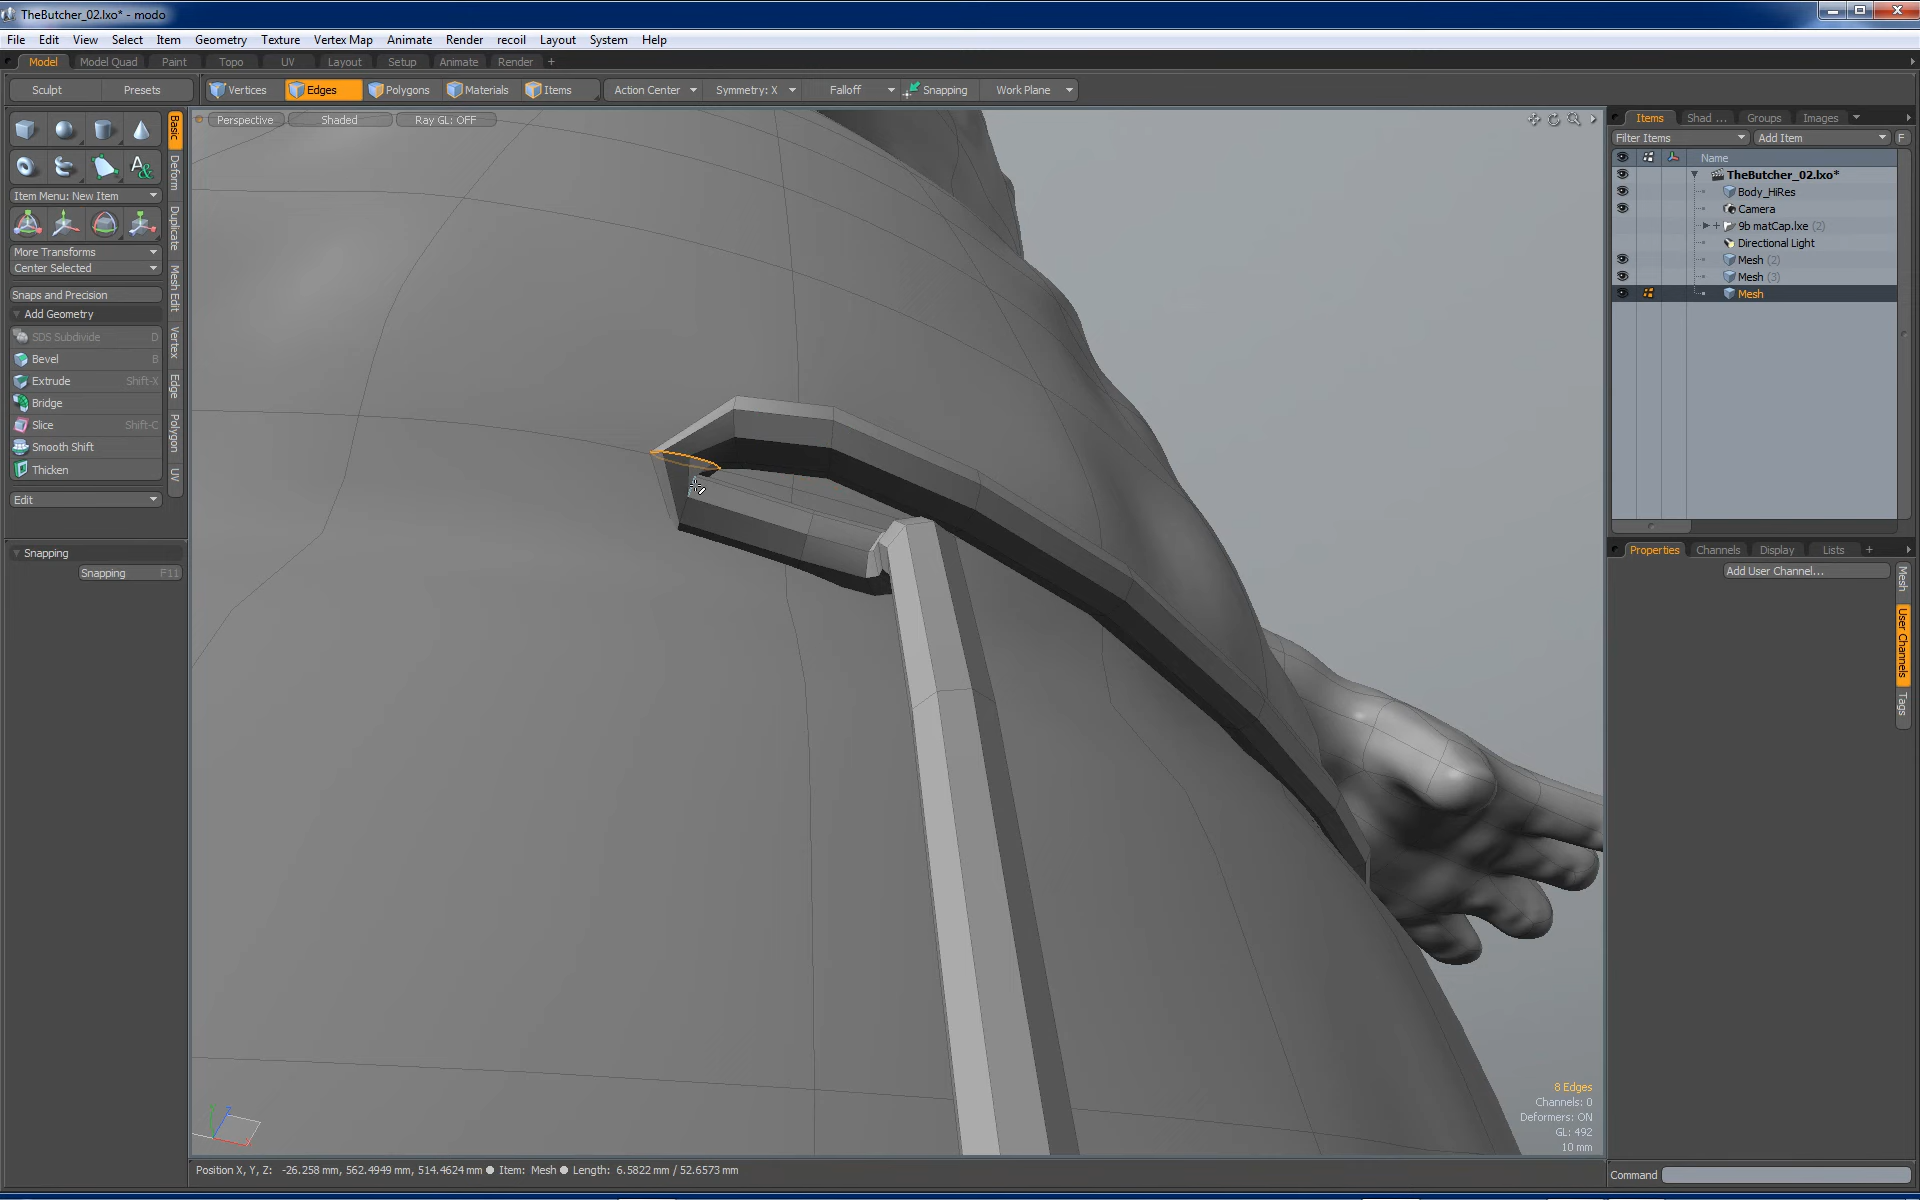 TheButcher_02.lxo* - modo
File Edit View Select Item Geometry Texture Vertex Map Animate Render recoil Layout System Help
Model Model Quad Paint Topo UV Layout Setup Animate Render +
Sculpt Presets Vertices Edges Polygons Materials Items Action Center Symmetry: X Falloff Snapping Work Plane
Perspective Shaded Ray GL: OFF
Basic
Deform
Duplicate
Mesh Edit
Vertex
Edge
Polygon
UV
Item Menu: New Item
More Transforms
Center Selected
Snaps and Precision
Add Geometry
SDS Subdivide D
Bevel B
Extrude Shift-X
Bridge
Slice Shift-C
Smooth Shift
Thicken
Edit
Snapping
Snapping F11
Items Shad ... Groups Images
Filter Items Add Item F
Name
TheButcher_02.lxo*
Body_HiRes
Camera
9b matCap.lxe (2)
Directional Light
Mesh (2)
Mesh (3)
Mesh
Properties Channels Display Lists +
Add User Channel...
Mesh
User Channels
Tags
8 Edges
Channels: 0
Deformers: ON
GL: 492
10 mm
Position X, Y, Z: -26.258 mm, 562.4949 mm, 514.4624 mm Item: Mesh Length: 6.5822 mm / 52.6573 mm
Command